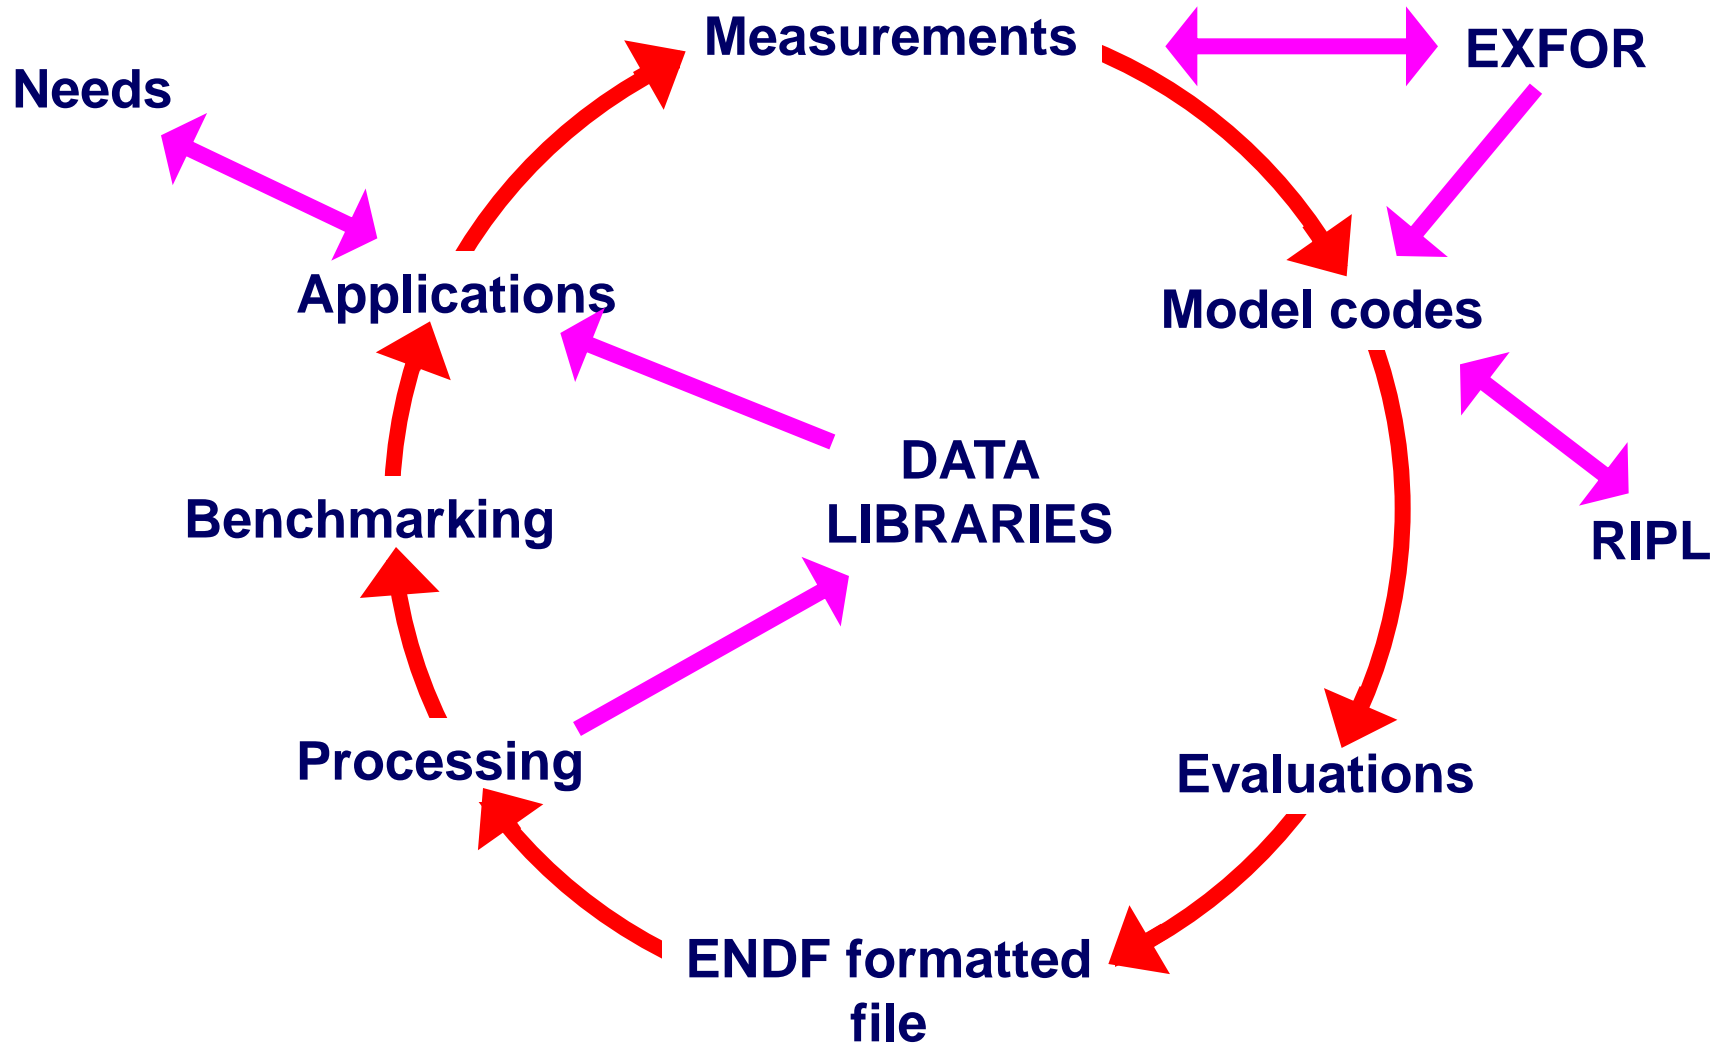 Measurements
EXFOR
Needs
Applications
Model codes
DATA
LIBRARIES
Benchmarking
RIPL
Processing
Evaluations
ENDF formatted
file